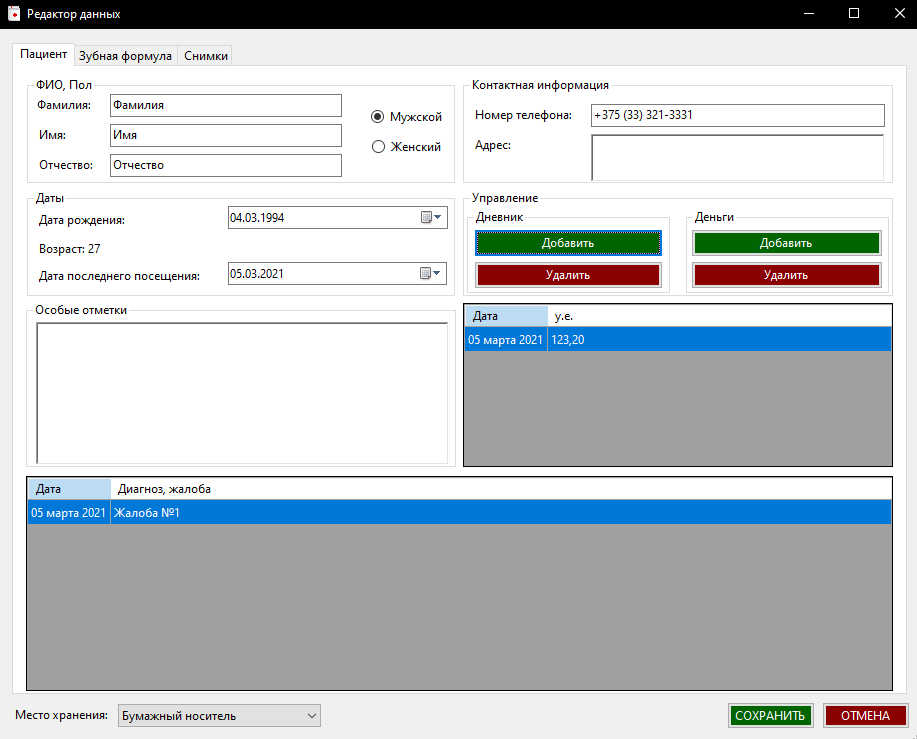 Редактор данных
Пациент Зубная формула Снимки
ФИО, Пол
Фамилия: Фамилия
Имя: Имя
Отчество: Отчество
Мужской
Женский
Контактная информация
Номер телефона: +375 (33) 321-3331
Адрес:
Даты
Дата рождения: 04.03.1994
Возраст: 27
Дата последнего посещения: 05.03.2021
Управление
Дневник
Добавить
Удалить
Деньги
Добавить
Удалить
Особые отметки
Дата у.е.
05 марта 2021 123,20
Дата Диагноз, жалоба
05 марта 2021 Жалоба №1
Место хранения: Бумажный носитель
СОХРАНИТЬ ОТМЕНА